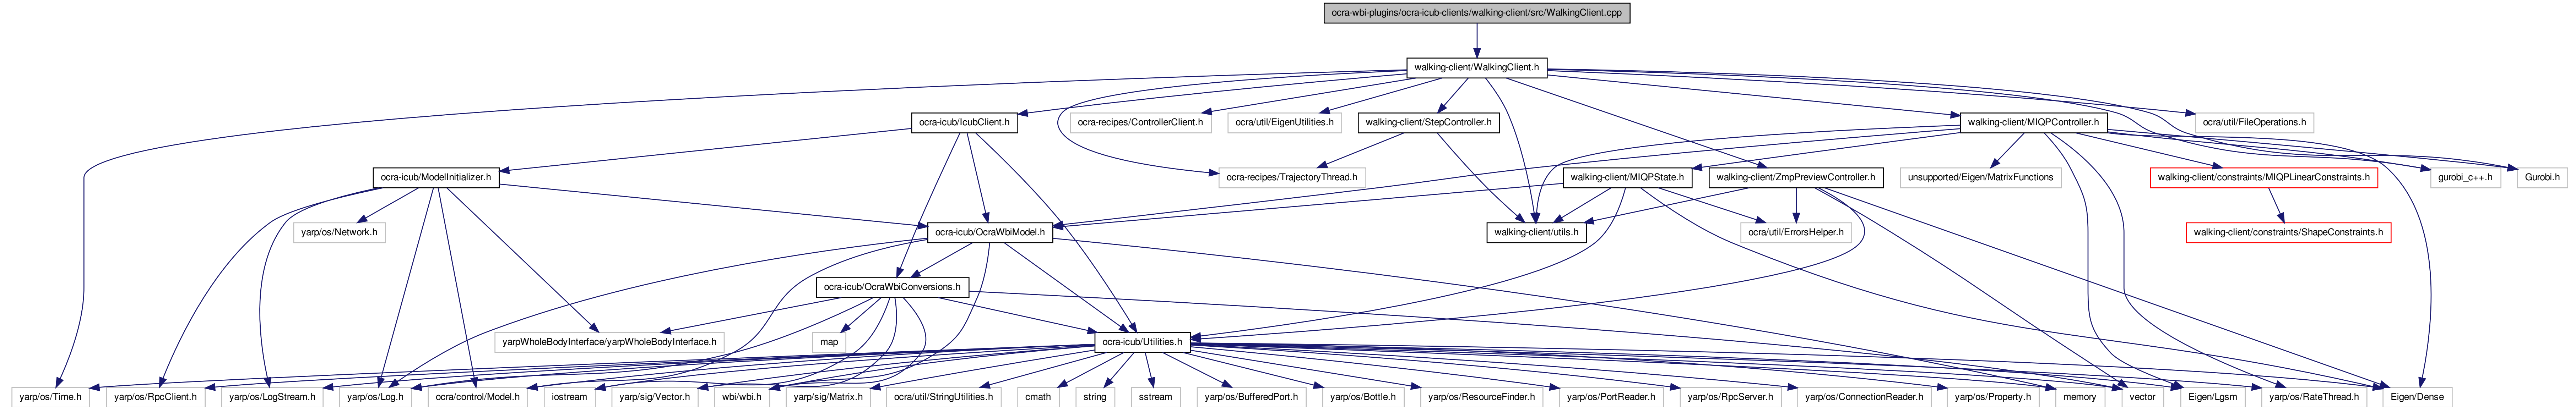 ocra-wbi-plugins/ocra-icub-clients/walking-client/src/WalkingClient.cpp
walking-client/WalkingClient.h
ocra-icub/IcubClient.h
ocra-recipes/ControllerClient.h
ocra/util/EigenUtilities.h
walking-client/StepController.h
walking-client/MIQPController.h
ocra/util/FileOperations.h
ocra-icub/ModelInitializer.h
ocra-recipes/TrajectoryThread.h
walking-client/MIQPState.h
walking-client/ZmpPreviewController.h
unsupported/Eigen/MatrixFunctions
walking-client/constraints/MIQPLinearConstraints.h
gurobi_c++.h
Gurobi.h
yarp/os/Network.h
ocra-icub/OcraWbiModel.h
walking-client/utils.h
ocra/util/ErrorsHelper.h
walking-client/constraints/ShapeConstraints.h
ocra-icub/OcraWbiConversions.h
yarpWholeBodyInterface/yarpWholeBodyInterface.h
map
ocra-icub/Utilities.h
yarp/os/Time.h
yarp/os/RpcClient.h
yarp/os/LogStream.h
yarp/os/Log.h
ocra/control/Model.h
iostream
yarp/sig/Vector.h
wbi/wbi.h
yarp/sig/Matrix.h
ocra/util/StringUtilities.h
cmath
string
sstream
yarp/os/BufferedPort.h
yarp/os/Bottle.h
yarp/os/ResourceFinder.h
yarp/os/PortReader.h
yarp/os/RpcServer.h
yarp/os/ConnectionReader.h
yarp/os/Property.h
memory
vector
Eigen/Lgsm
yarp/os/RateThread.h
Eigen/Dense